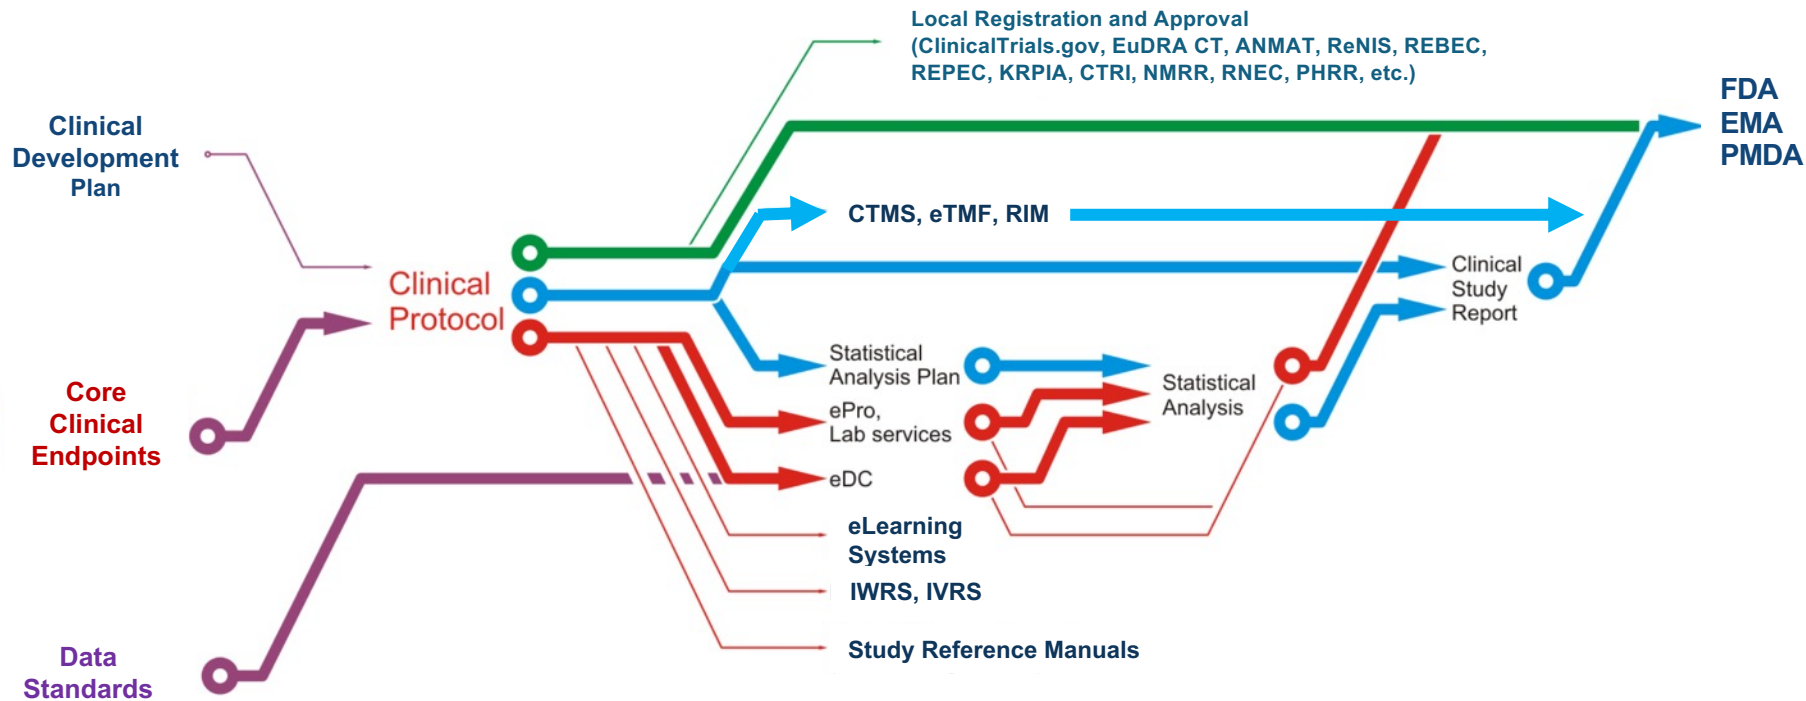 Local Registration and Approval
(ClinicalTrials.gov, EuDRA CT, ANMAT, ReNIS, REBEC,
REPEC, KRPIA, CTRI, NMRR, RNEC, PHRR, etc.)
FDA
EMA
PMDA
Clinical
Development
Plan
CTMS, eTMF, RIM
Clinical
Protocol
Clinical
Study
Report
Statistical
Analysis Plan
Statistical
Analysis
ePro,
Lab services
Core
Clinical
Endpoints
eDC
eLearning
Systems
IWRS, IVRS
Study Reference Manuals
Data
Standards